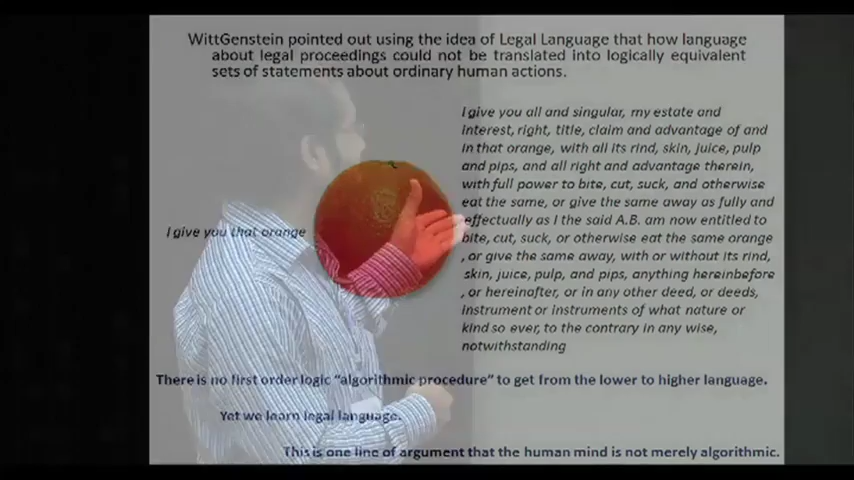 WittGenstein pointed out using the idea of Legal Language that how language
about legal proceedings could not be translated into logically equivalent
sets of statements about ordinary human actions.
I give you that orange
I give you all and singular, my estate and
interest, right, title, claim and advantage of and
in that orange, with all its rind, skin, juice, pulp
and pips, and all right and advantage therein,
with full power to bite, cut, suck, and otherwise
eat the same, or give the same away as fully and
effectually as I the said A.B. am now entitled to
bite, cut, suck, or otherwise eat the same orange
, or give the same away, with or without its rind,
skin, juice, pulp, and pips, anything hereinbefore
, or hereinafter, or in any other deed, or deeds,
instrument or instruments of what nature or
kind so ever, to the contrary in any wise,
notwithstanding
There is no first order logic “algorithmic procedure” to get from the lower to higher language.
Yet we learn legal language.
This is one line of argument that the human mind is not merely algorithmic.